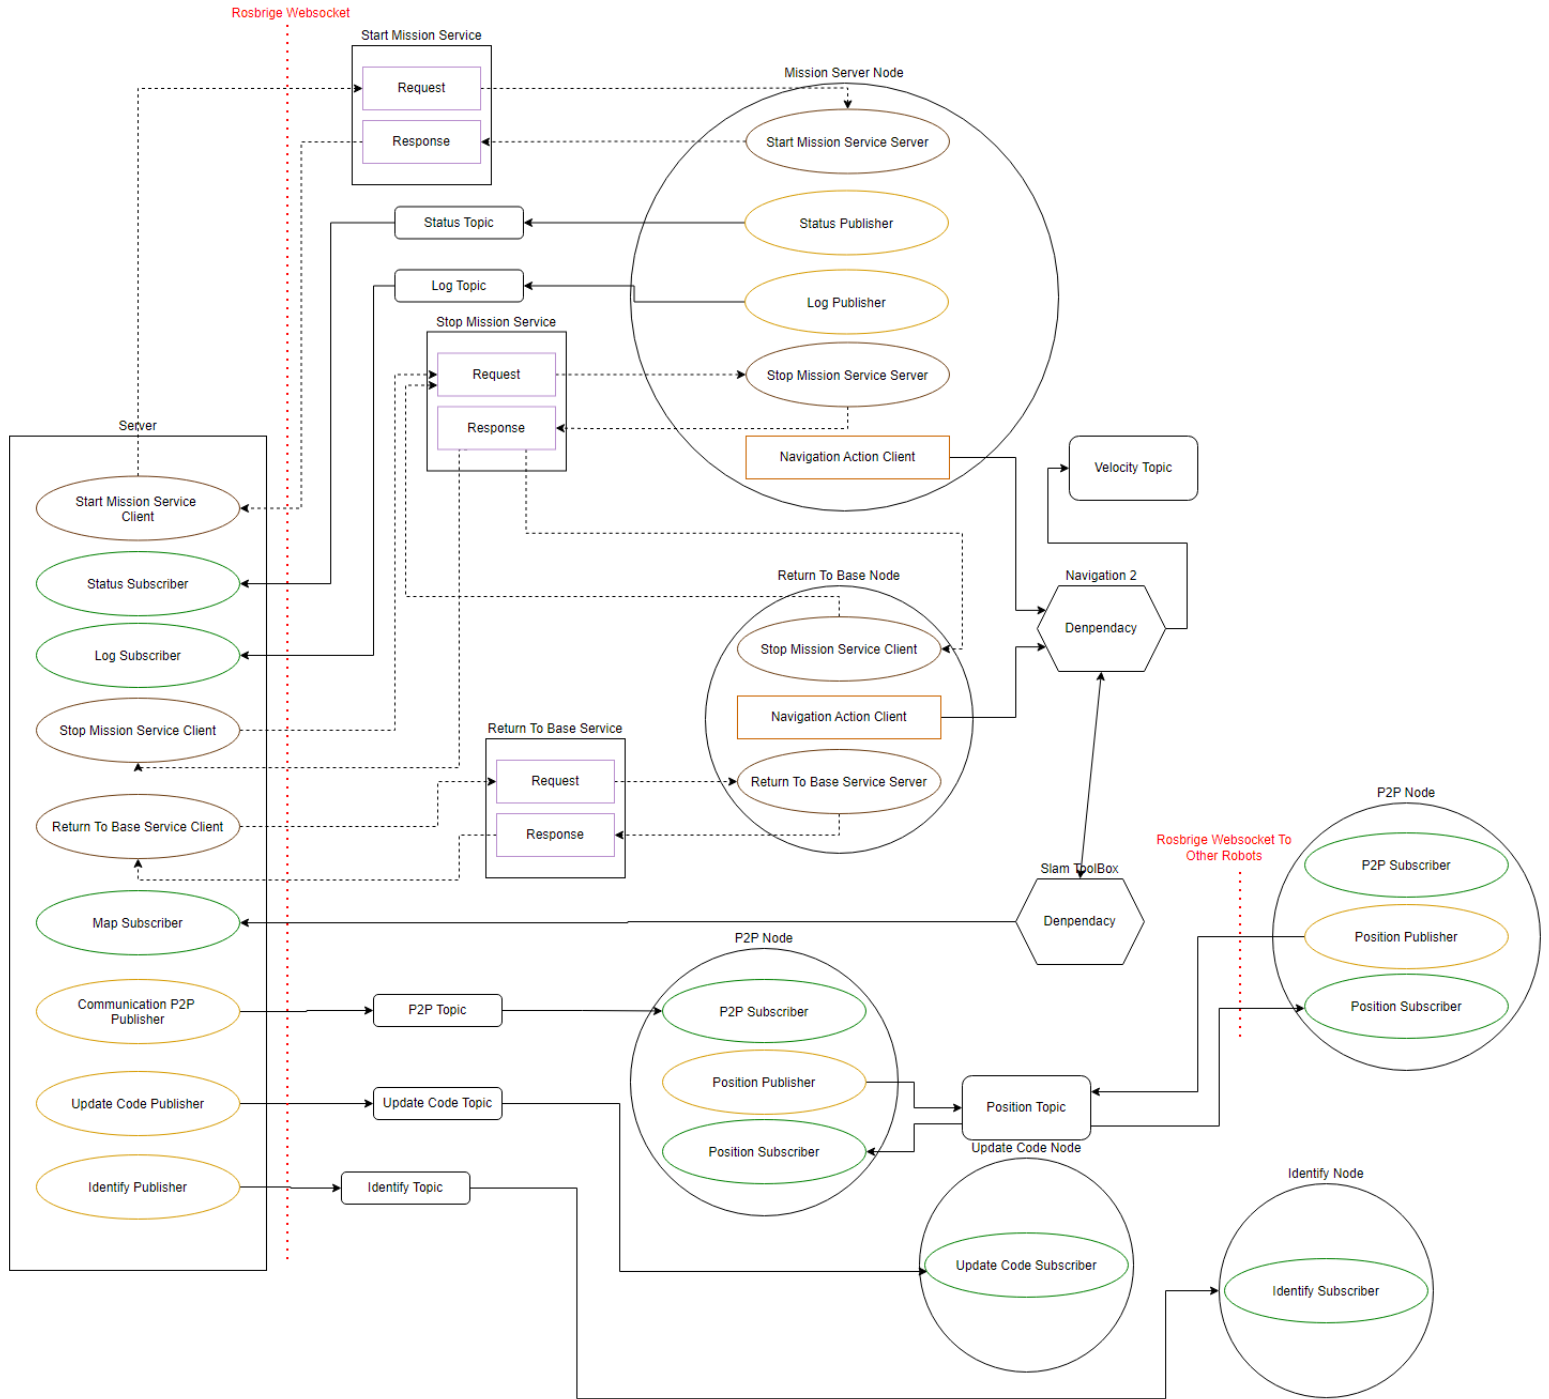 Rosbrige Websocket
Start Mission Service
Request
Response
Mission Server Node
Start Mission Service Server
Status Publisher
Log Publisher
Stop Mission Service Server
Navigation Action Client
Status Topic
Log Topic
Stop Mission Service
Request
Response
Server
Start Mission Service
Client
Status Subscriber
Log Subscriber
Stop Mission Service Client
Return To Base Service Client
Map Subscriber
Communication P2P
Publisher
Update Code Publisher
Identify Publisher
Velocity Topic
Navigation 2
Denpendacy
Return To Base Node
Stop Mission Service Client
Navigation Action Client
Return To Base Service Server
Return To Base Service
Request
Response
Slam ToolBox
Denpendacy
Rosbrige Websocket To
Other Robots
P2P Node
P2P Subscriber
Position Publisher
Position Subscriber
P2P Node
P2P Subscriber
Position Publisher
Position Subscriber
P2P Topic
Update Code Topic
Identify Topic
Position Topic
Update Code Node
Update Code Subscriber
Identify Node
Identify Subscriber